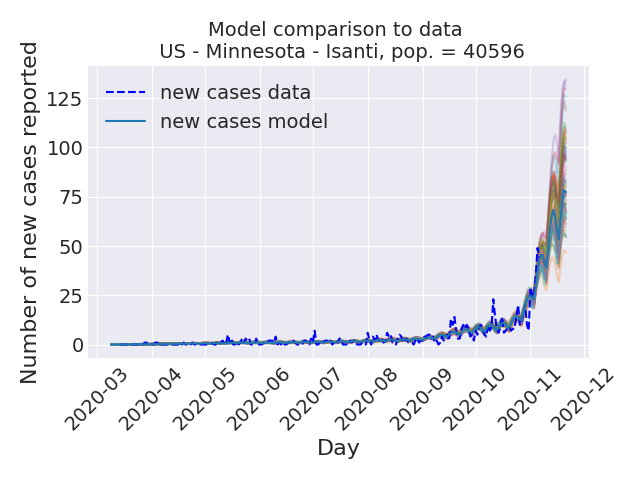 Model comparison to data
US - Minnesota - Isanti, pop. = 40596
Number of new cases reported
125
100
75
50
25
0
new cases data
new cases model
2020-03
2020-04
2020-05
2020-06
2020-07
2020-08
2020-09
2020-10
2020-11
2020-12
Day